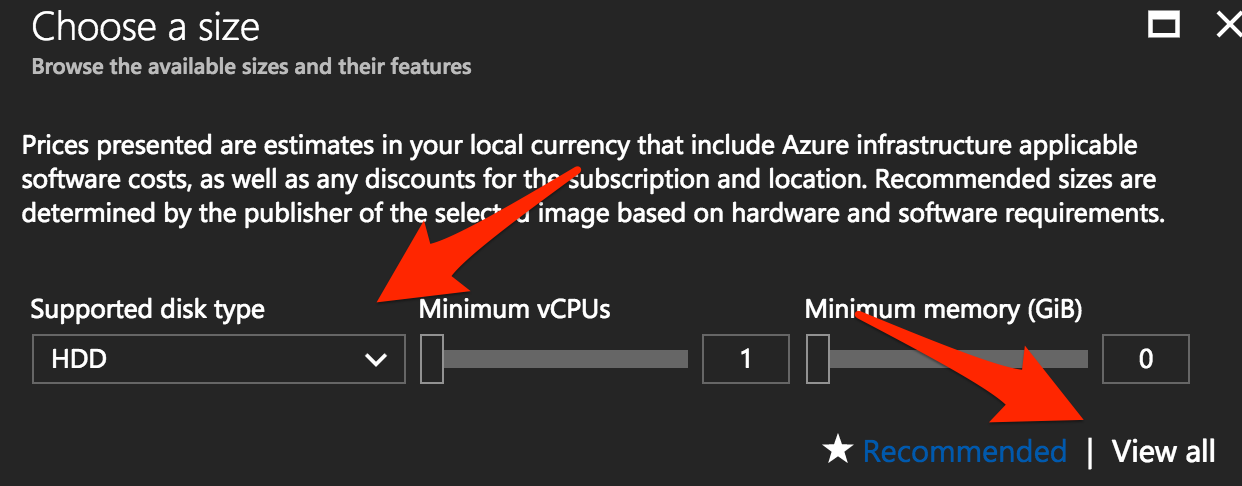 Choose a size
Browse the available sizes and their features
Prices presented are estimates in your local currency that include Azure infrastructure applicable
software costs, as well as any discounts for the subscription and location. Recommended sizes are
determined by the publisher of the selected image based on hardware and software requirements.
Supported disk type
Minimum vCPUs
Minimum memory (GiB)
HDD
1
0
Recommended | View all